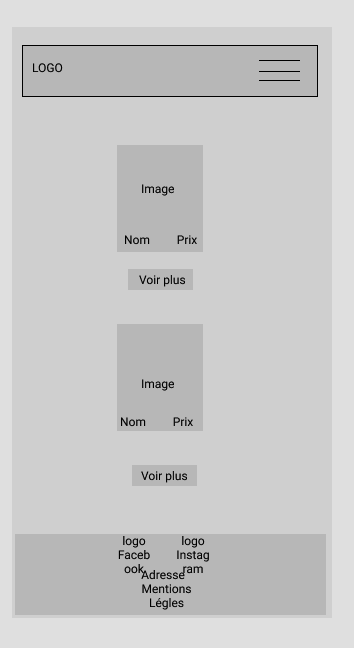 LOGO
Image
Nom Prix
Voir plus
Image
Nom Prix
Voir plus
logo logo
Faceb Instag
ook, ram
Adresse
Mentions
Légles